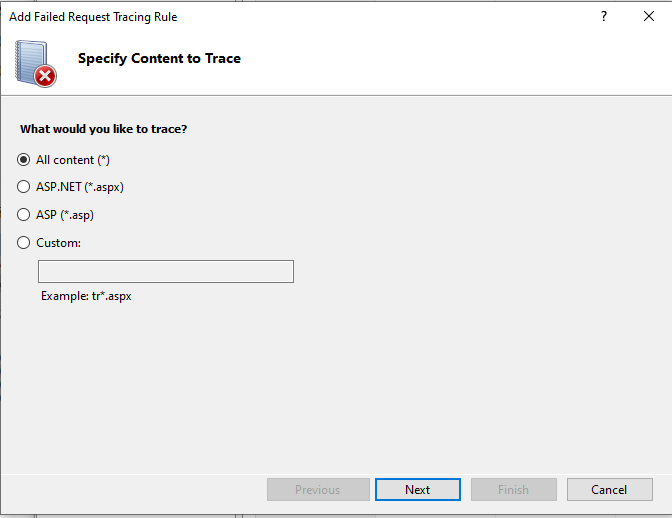 Add Failed Request Tracing Rule
Specify Content to Trace
What would you like to trace?
All content (*)
ASP.NET (*.aspx)
ASP (*.asp)
Custom:
Example: tr*.aspx
Previous Next Finish Cancel